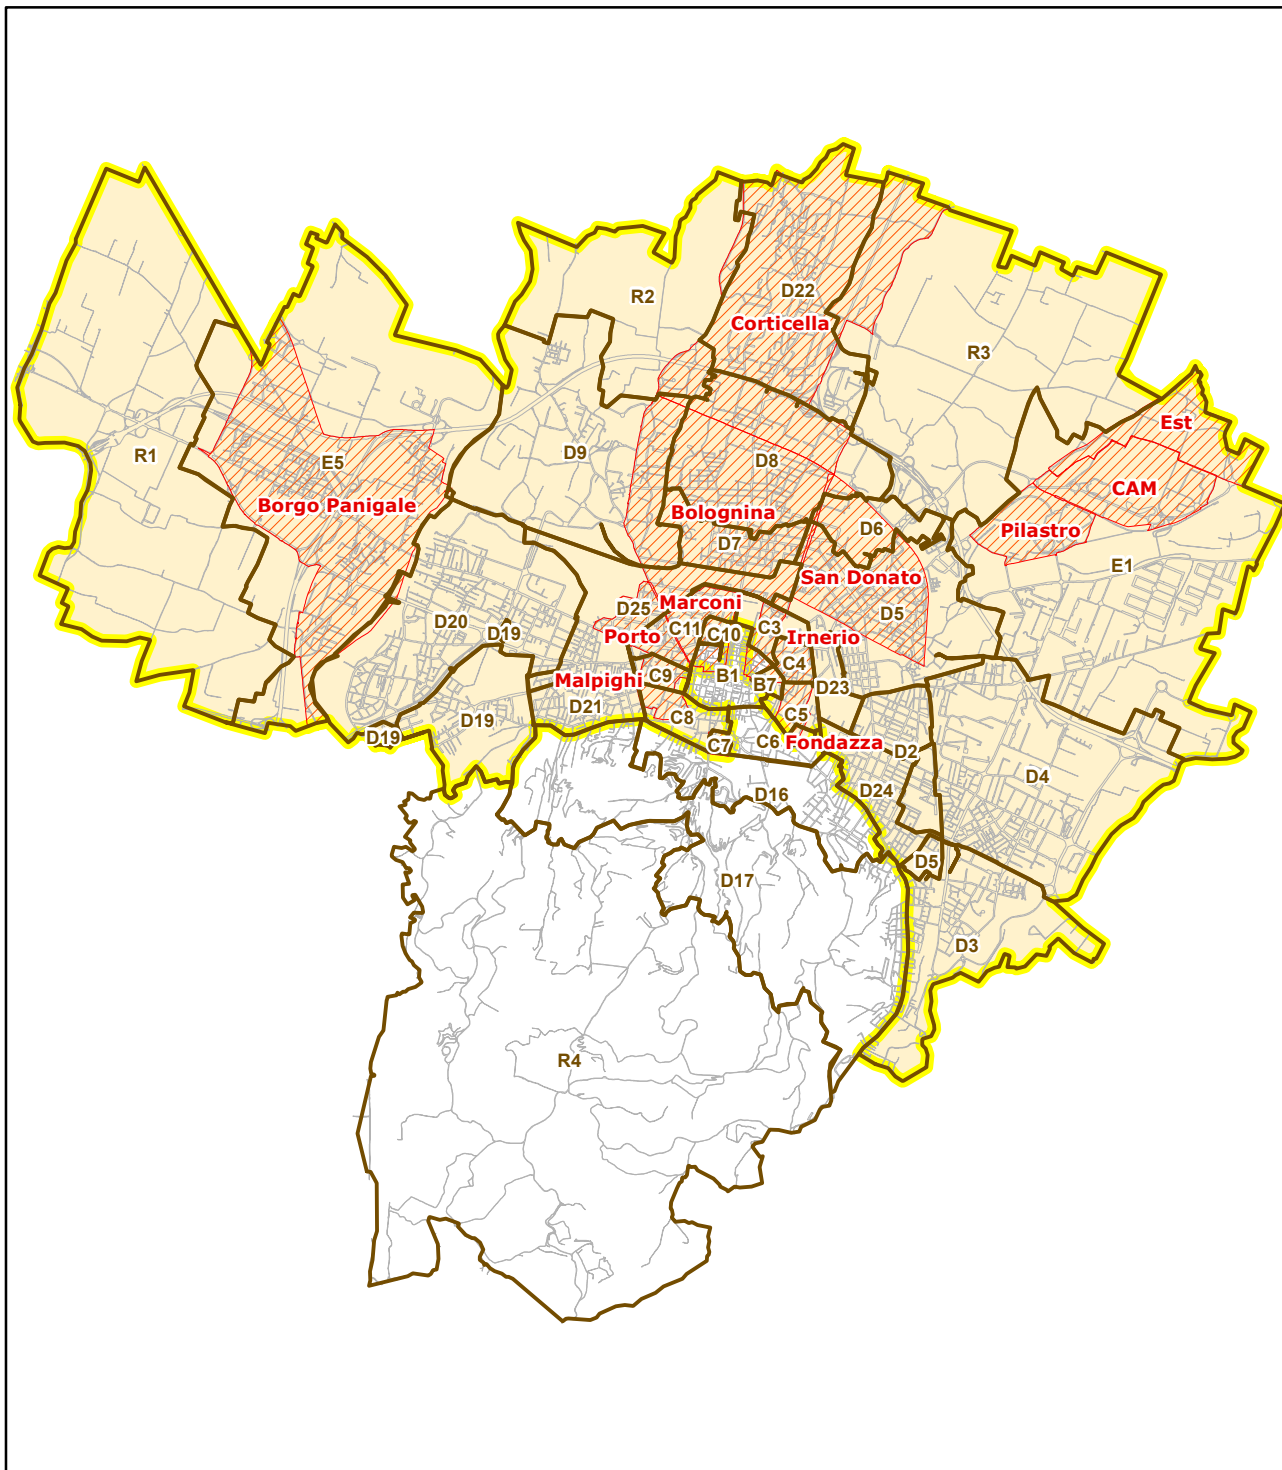 D22
R2
Corticella
R3
Est
R1
D9
E5
D8
CAM
Borgo Panigale
Bolognina
D6
Pilastro
D7
E1
San Donato
Marconi
D25
D5
D20
C11
C3
D19
Porto
C10
Irnerio
C4
B1
C9
Malpighi
B7
D23
D21
D19
C8
C5
D19
C7
C6
Fondazza
D2
D4
D16
D24
D5
D17
D3
R4